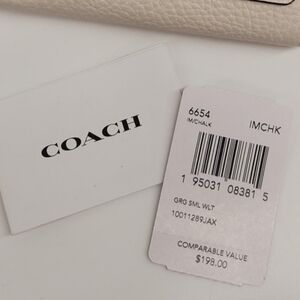 COACH
6654
IM/CHALK
IMCHK
1 95031 08381 5
GRG SML WLT
10011289JAX
COMPARABLE VALUE
$198.00